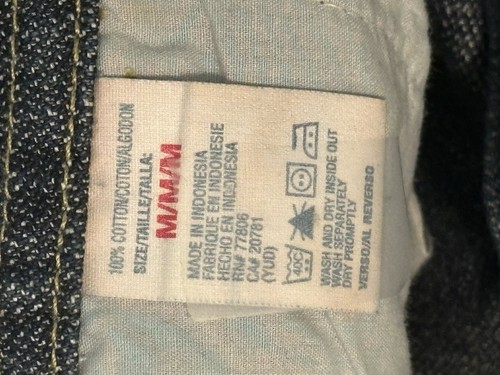 100% COTTON/COTON/ALGODON
SIZE/TAILLE/TALLA:
M/M/M
MADE IN INDONESIA
FABRIQUE EN INDONESIE
HECHO EN INDONESIA
RN# 77806
CA# 20781
(YUD)
40C
WASH AND DRY INSIDE OUT
WASH SEPARATELY
DRY PROMPTLY
VERSO/AL REVERSO